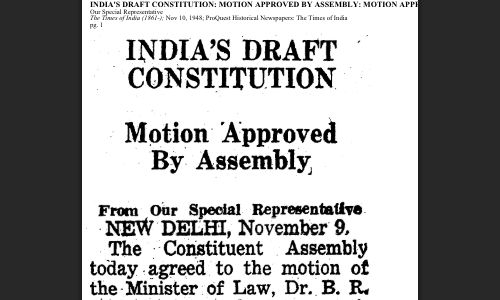 INDIA'S DRAFT CONSTITUTION: MOTION APPROVED BY ASSEMBLY: MOTION APPR
Our Special Representative
The Times of India (1861-); Nov 10, 1948; ProQuest Historical Newspapers: The Times of India
pg. 1
INDIA'S DRAFT
CONSTITUTION
Motion Approved
By Assembly
From Our Special Representative
NEW DELHI, November 9.
The Constituent Assembly
today agreed to the motion of
the Minister of Law, Dr. B. R.